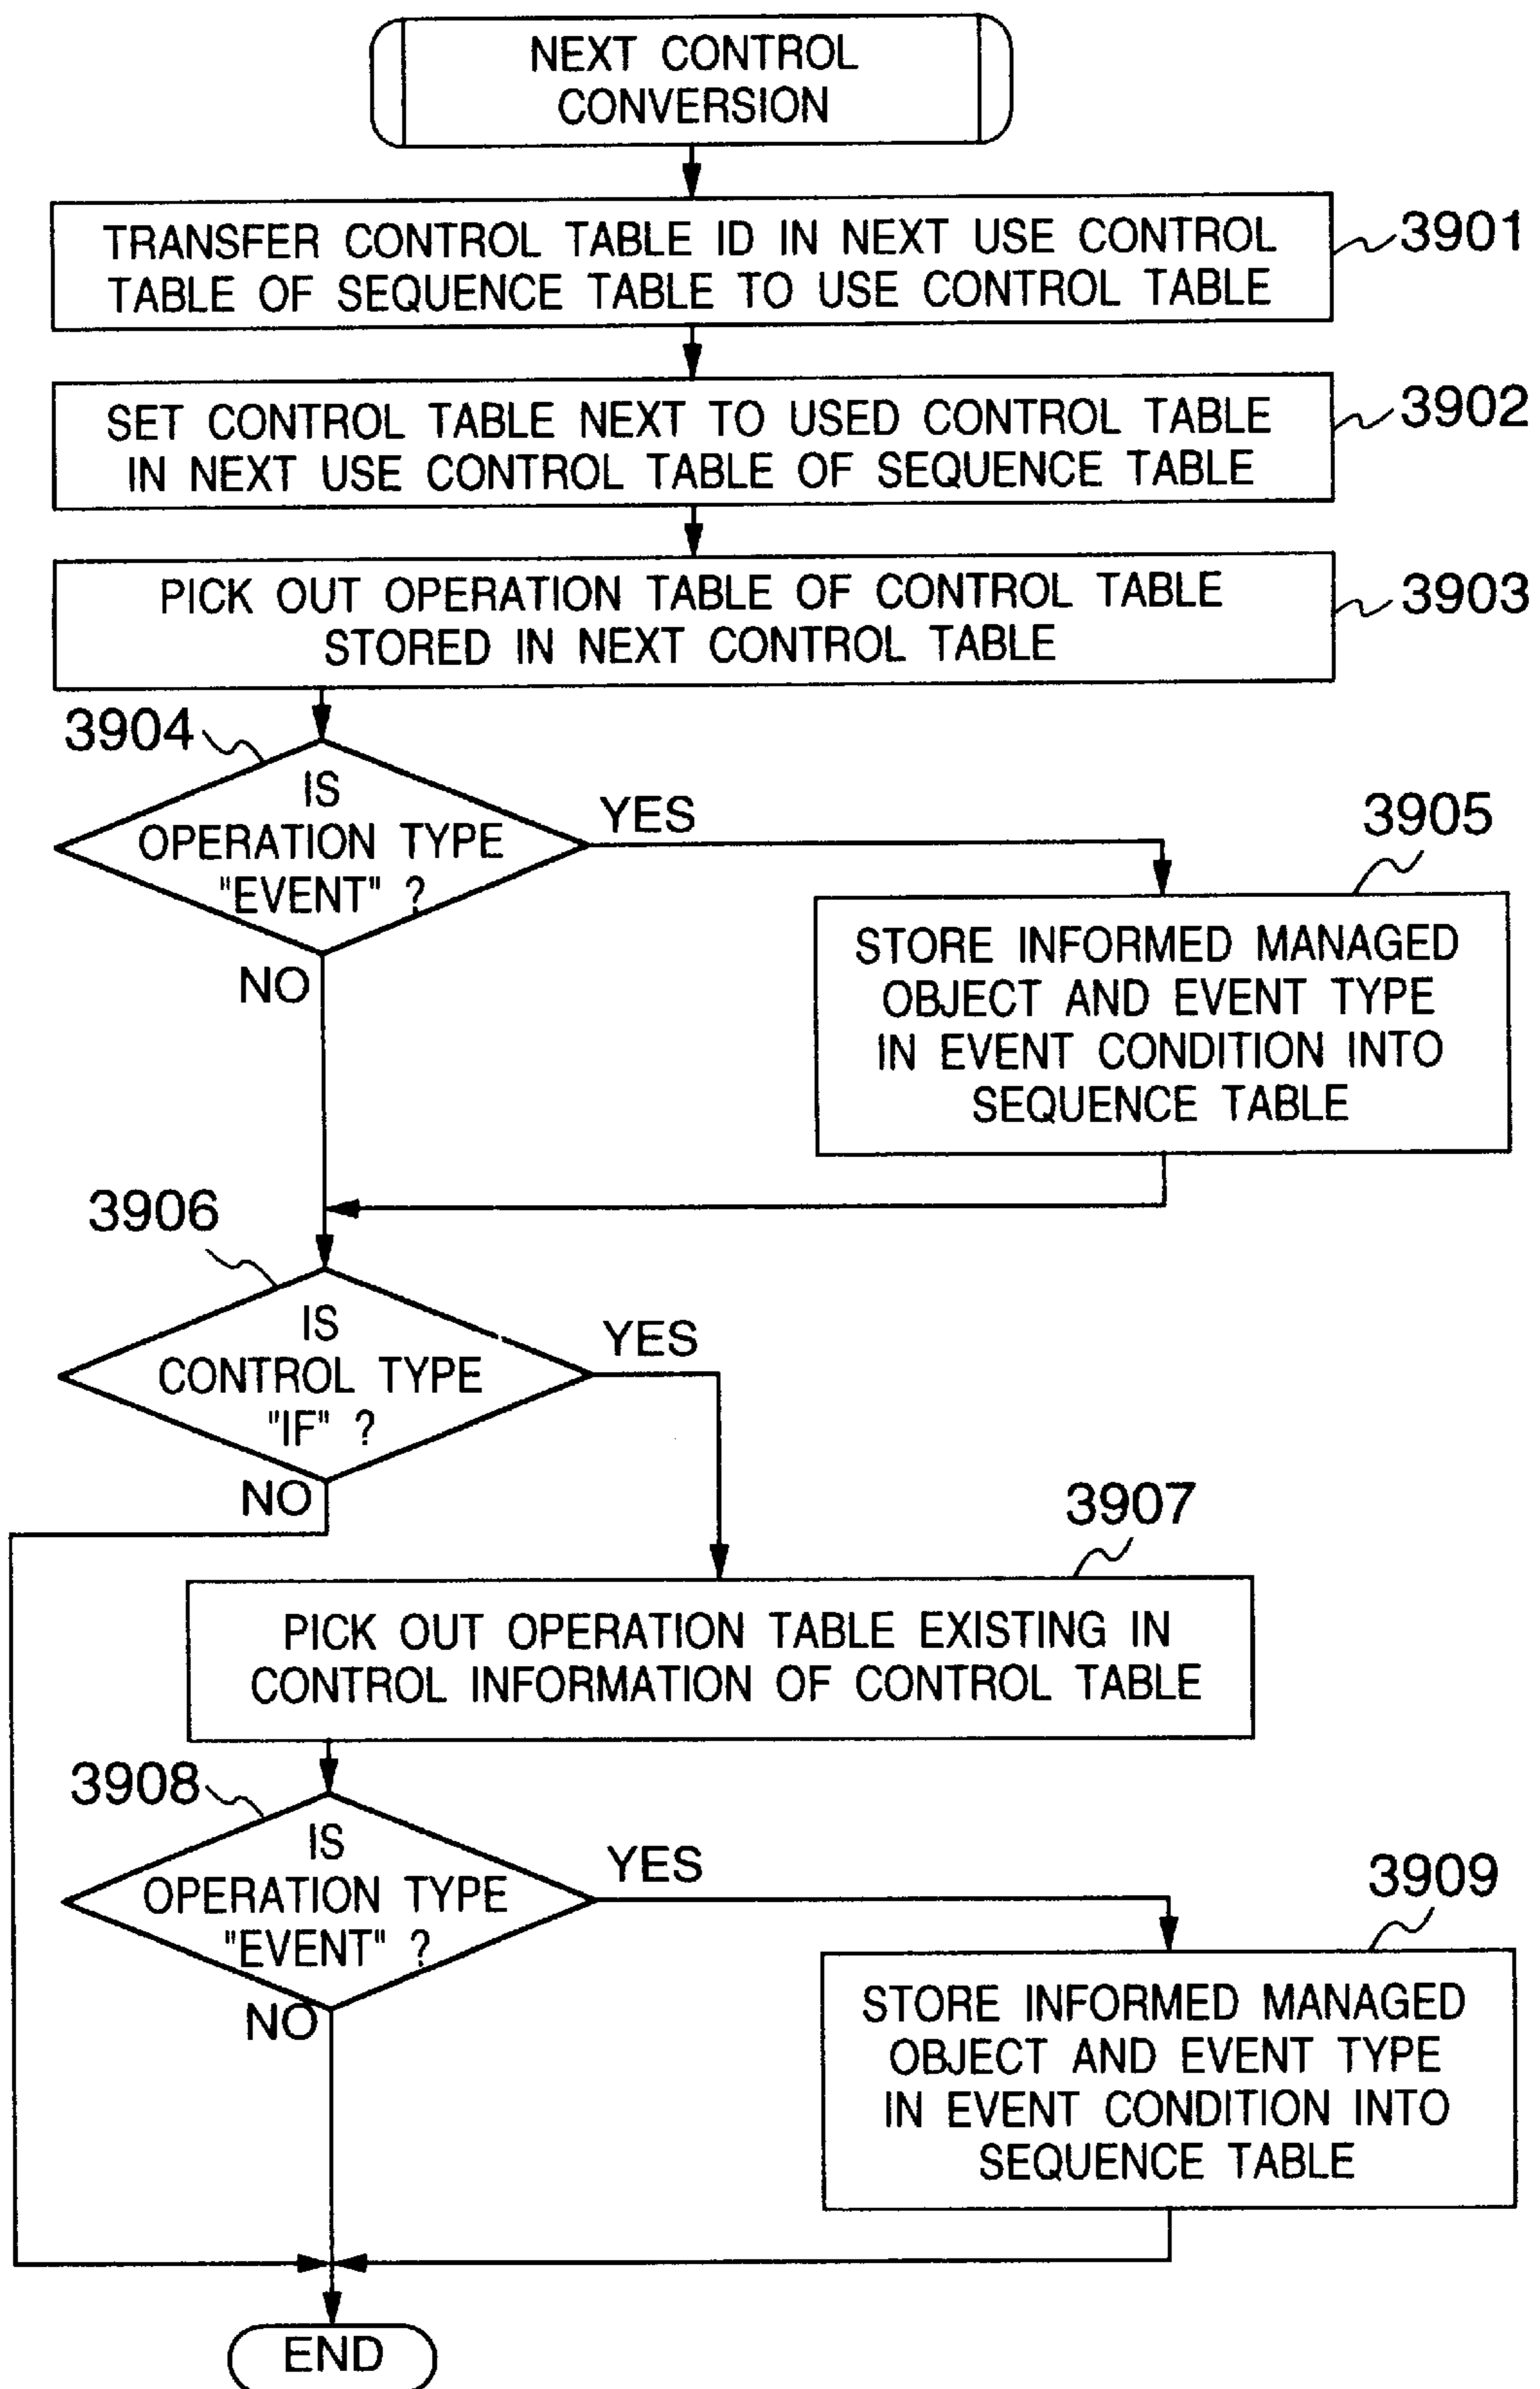 NEXT CONTROL
CONVERSION
TRANSFER CONTROL TABLE ID IN NEXT USE CONTROL
TABLE OF SEQUENCE TABLE TO USE CONTROL TABLE
3901
SET CONTROL TABLE NEXT TO USED CONTROL TABLE
IN NEXT USE CONTROL TABLE OF SEQUENCE TABLE
3902
PICK OUT OPERATION TABLE OF CONTROL TABLE
STORED IN NEXT CONTROL TABLE
3903
3904
IS
OPERATION TYPE
"EVENT" ?
YES
NO
3905
STORE INFORMED MANAGED
OBJECT AND EVENT TYPE
IN EVENT CONDITION INTO
SEQUENCE TABLE
3906
IS
CONTROL TYPE
"IF" ?
YES
NO
3907
PICK OUT OPERATION TABLE EXISTING IN
CONTROL INFORMATION OF CONTROL TABLE
3908
IS
OPERATION TYPE
"EVENT" ?
YES
NO
3909
STORE INFORMED MANAGED
OBJECT AND EVENT TYPE
IN EVENT CONDITION INTO
SEQUENCE TABLE
END